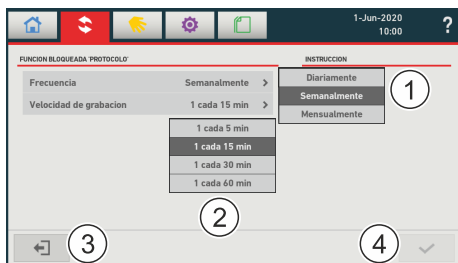 1-Jun-2020
10:00
?
FUNCION BLOQUEADA 'PROTOCOLO'
INSTRUCCION
Frecuencia Semanalmente >
Velocidad de grabacion 1 cada 15 min >
Diariamente
Semanalmente
Mensualmente
1
1 cada 5 min
1 cada 15 min
1 cada 30 min
1 cada 60 min
2
3
4